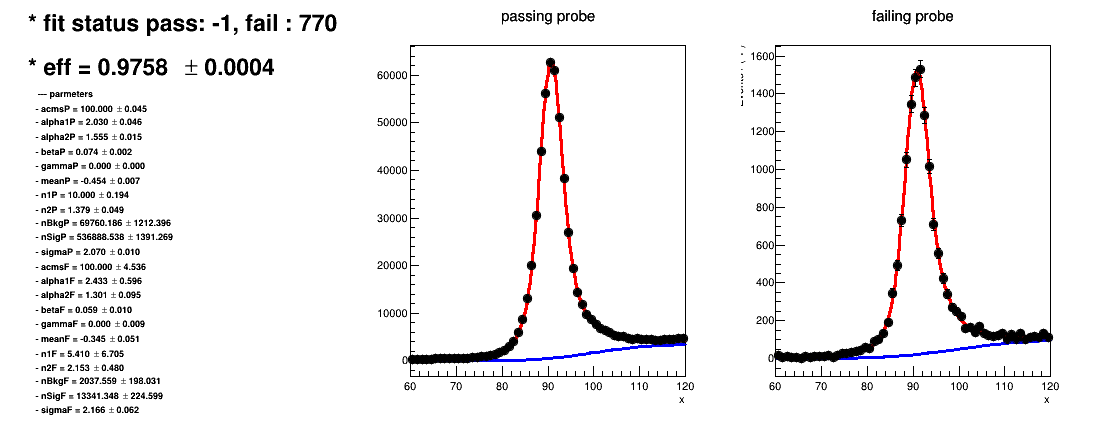 * fit status pass: -1, fail : 770
* eff = 0.9758 ± 0.0004
--- parmeters
- acmsP = 100.000 ± 0.045
- alpha1P = 2.030 ± 0.046
- alpha2P = 1.555 ± 0.015
- betaP = 0.074 ± 0.002
- gammaP = 0.000 ± 0.000
- meanP = -0.454 ± 0.007
- n1P = 10.000 ± 0.194
- n2P = 1.379 ± 0.049
- nBkgP = 69760.186 ± 1212.396
- nSigP = 536888.538 ± 1391.269
- sigmaP = 2.070 ± 0.010
- acmsF = 100.000 ± 4.536
- alpha1F = 2.433 ± 0.596
- alpha2F = 1.301 ± 0.095
- betaF = 0.059 ± 0.010
- gammaF = 0.000 ± 0.009
- meanF = -0.345 ± 0.051
- n1F = 5.410 ± 6.705
- n2F = 2.153 ± 0.480
- nBkgF = 2037.559 ± 198.031
- nSigF = 13341.348 ± 224.599
- sigmaF = 2.166 ± 0.062
passing probe
60000
50000
40000
30000
20000
10000
0
60 70 80 90 100 110 120
x
failing probe
1600
1400
1200
1000
800
600
400
200
0
60 70 80 90 100 110 120
x